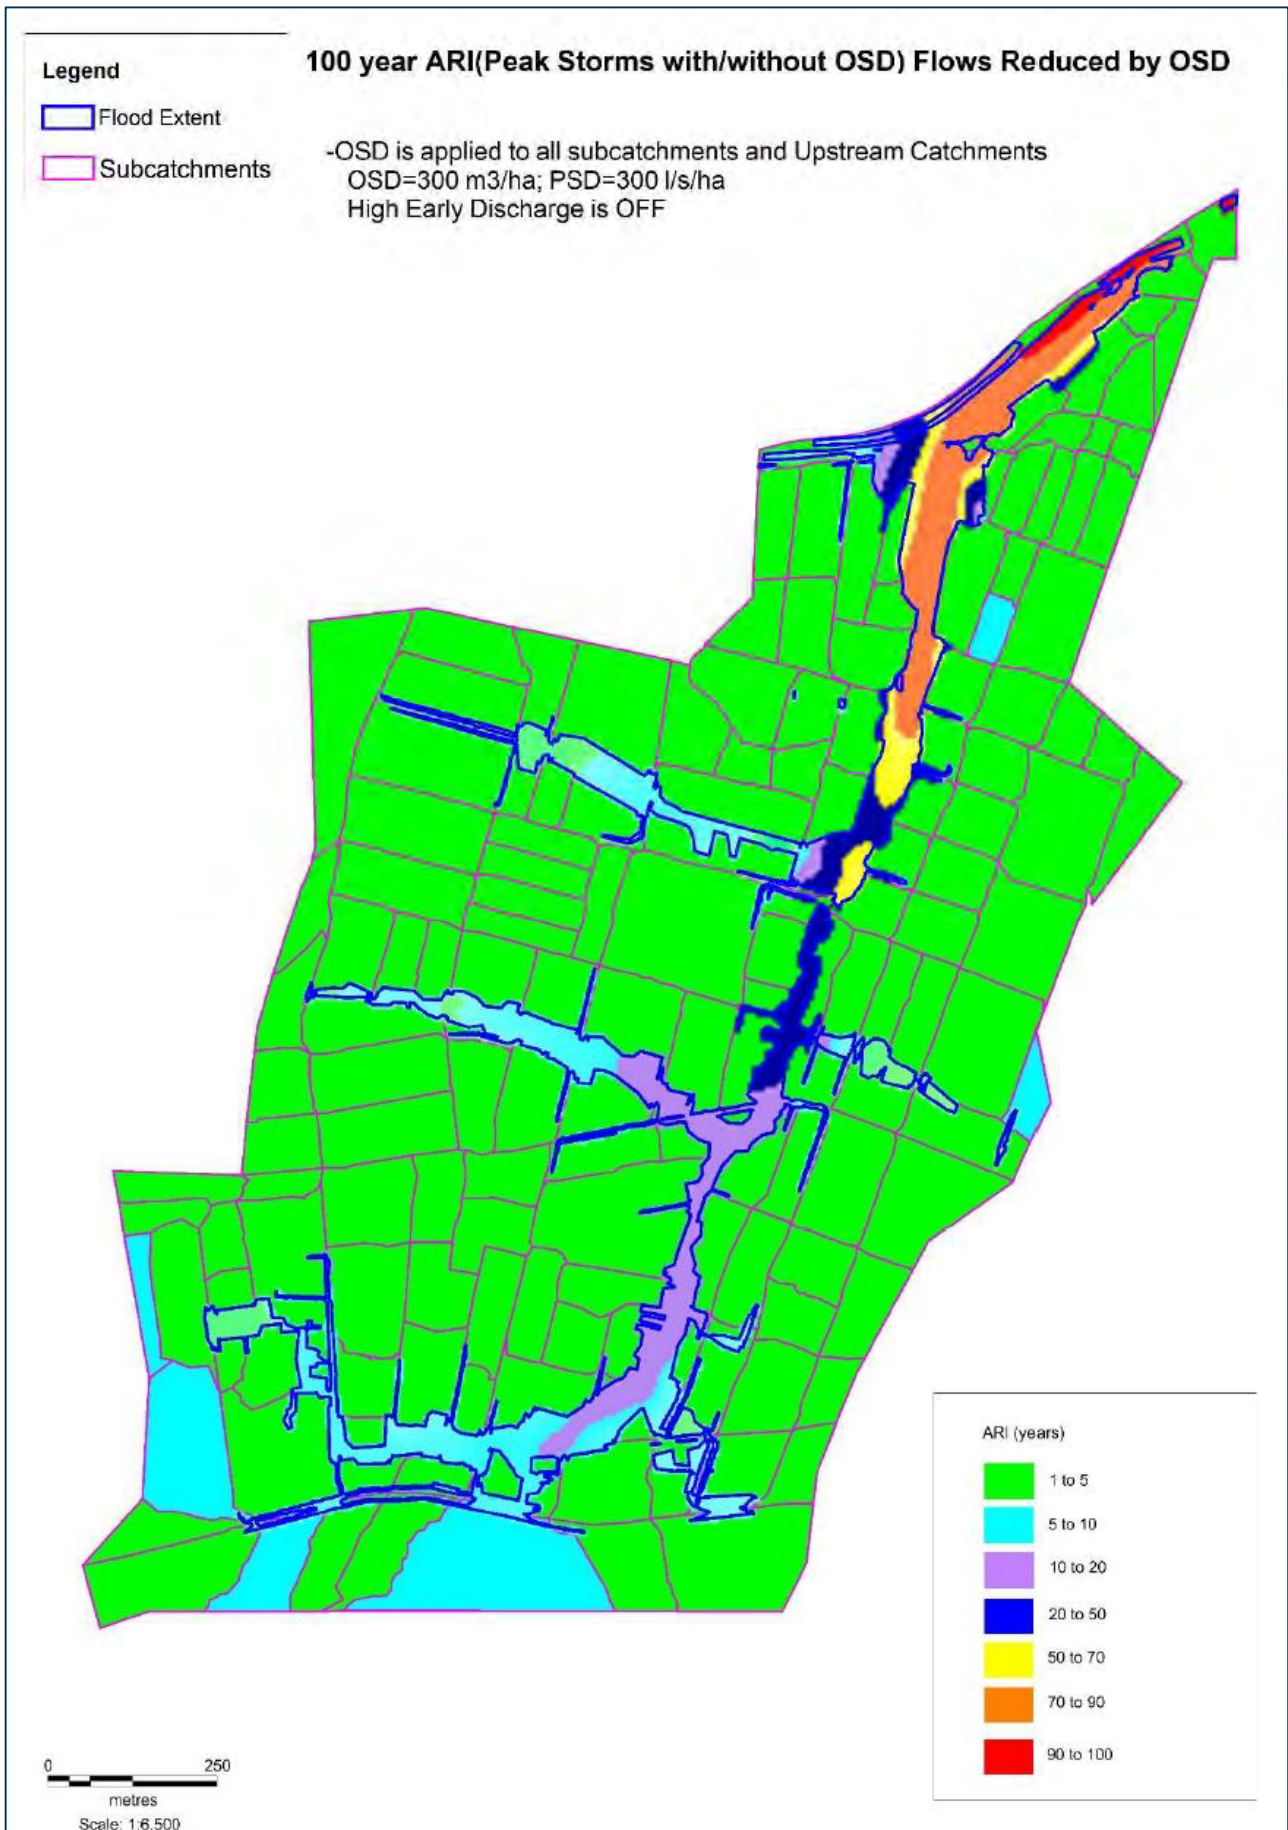 Legend
100 year ARI(Peak Storms with/without OSD) Flows Reduced by OSD
Flood Extent
Subcatchments
-OSD is applied to all subcatchments and Upstream Catchments
OSD=300 m3/ha; PSD=300 l/s/ha
High Early Discharge is OFF
ARI (years)
1 to 5
5 to 10
10 to 20
20 to 50
50 to 70
70 to 90
90 to 100
0 250
metres
Scale: 1:6,500